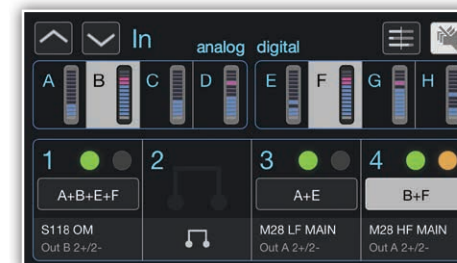 In analog digital
A B C D E F G H
1 2 3 4
A+B+E+F A+E B+F
S118 OM M28 LF MAIN M28 HF MAIN
Out B 2+/2- Out A 2+/2- Out A 2+/2-